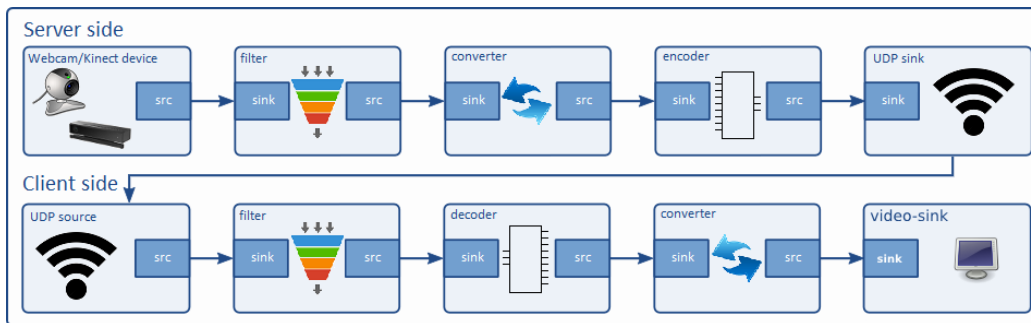 Server side
Webcam/Kinect device
src
filter
sink
src
converter
sink
src
encoder
sink
src
UDP sink
sink
Client side
UDP source
src
filter
sink
src
decoder
sink
src
converter
sink
src
video-sink
sink